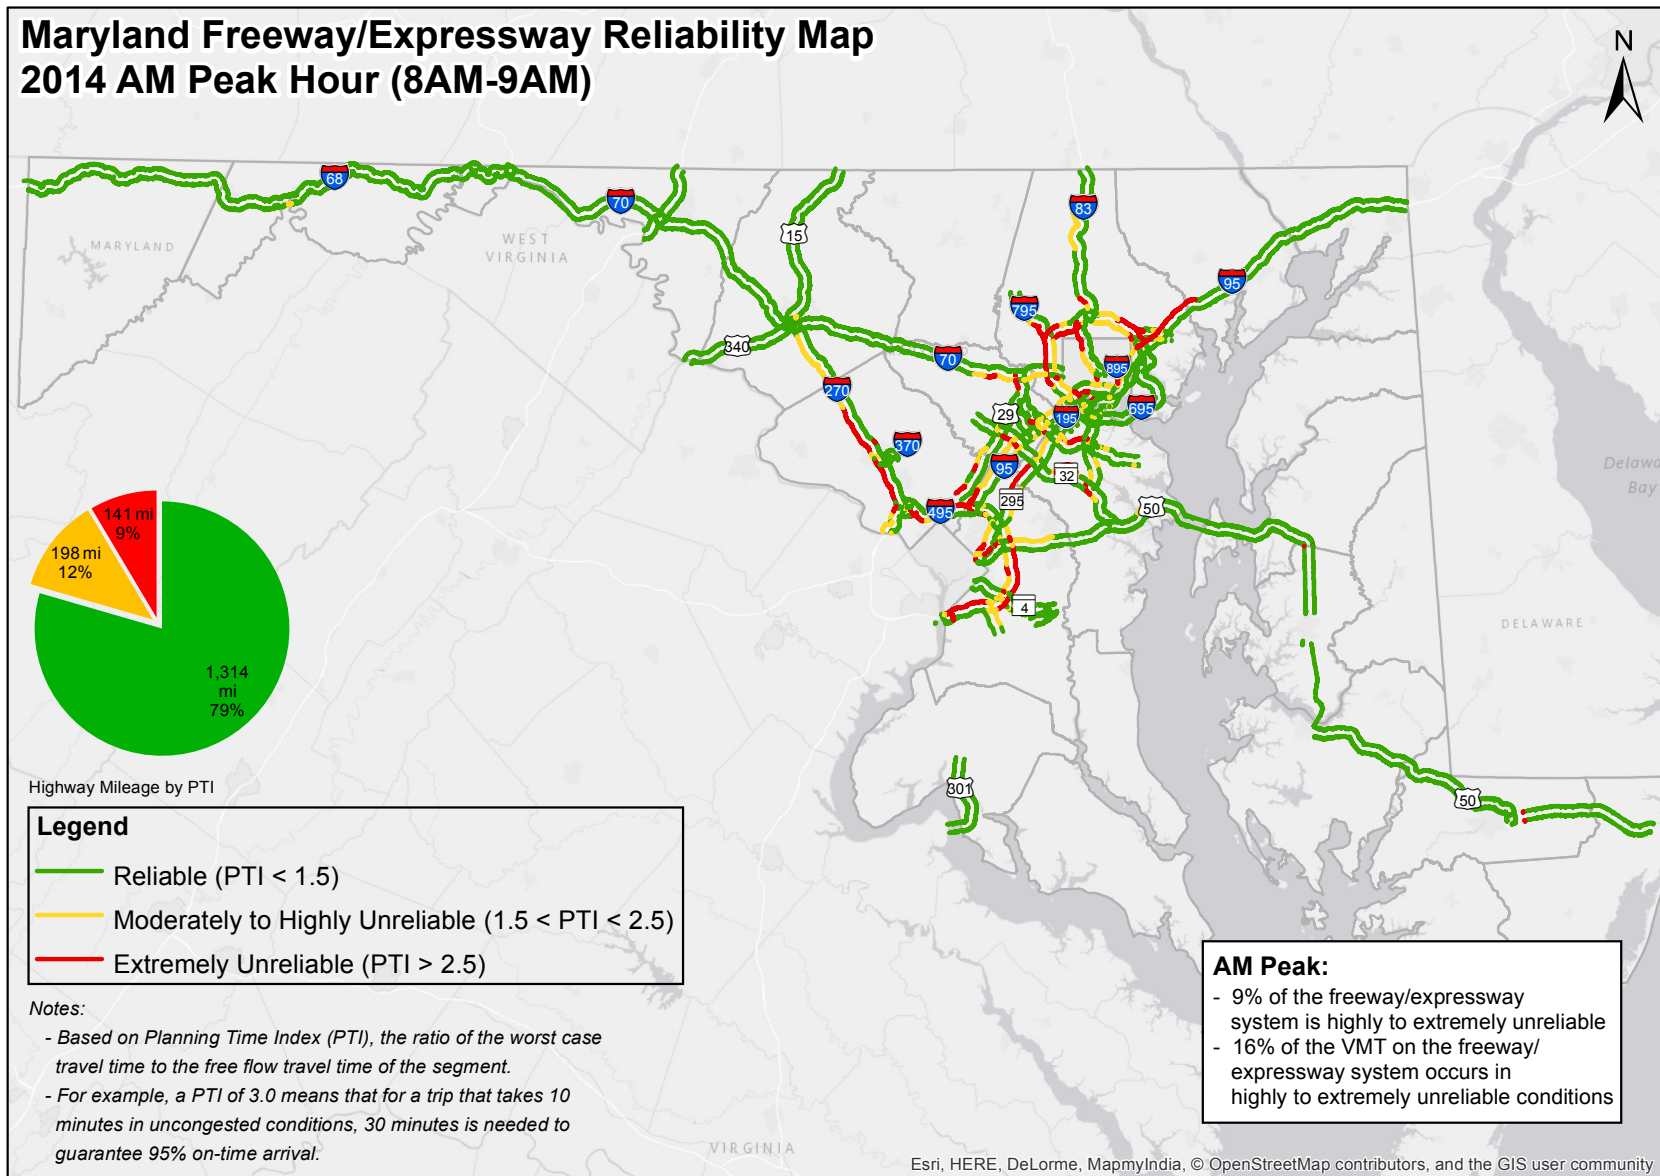 Maryland Freeway/Expressway Reliability Map
2014 AM Peak Hour (8AM-9AM)
N
68
70
15
83
MARYLAND
WEST
VIRGINIA
95
795
340
70
895
270
695
29
195
370
95
32
295
50
495
Delawa
Bay
141 mi
9%
198 mi
12%
4
DELAWARE
1,314
mi
79%
301
50
Highway Mileage by PTI
Legend
Reliable (PTI < 1.5)
Moderately to Highly Unreliable (1.5 < PTI < 2.5)
Extremely Unreliable (PTI > 2.5)
Notes:
- Based on Planning Time Index (PTI), the ratio of the worst case
travel time to the free flow travel time of the segment.
- For example, a PTI of 3.0 means that for a trip that takes 10
minutes in uncongested conditions, 30 minutes is needed to
guarantee 95% on-time arrival.
AM Peak:
- 9% of the freeway/expressway
system is highly to extremely unreliable
- 16% of the VMT on the freeway/
expressway system occurs in
highly to extremely unreliable conditions
VIRGINIA
Esri, HERE, DeLorme, MapmyIndia, © OpenStreetMap contributors, and the GIS user community